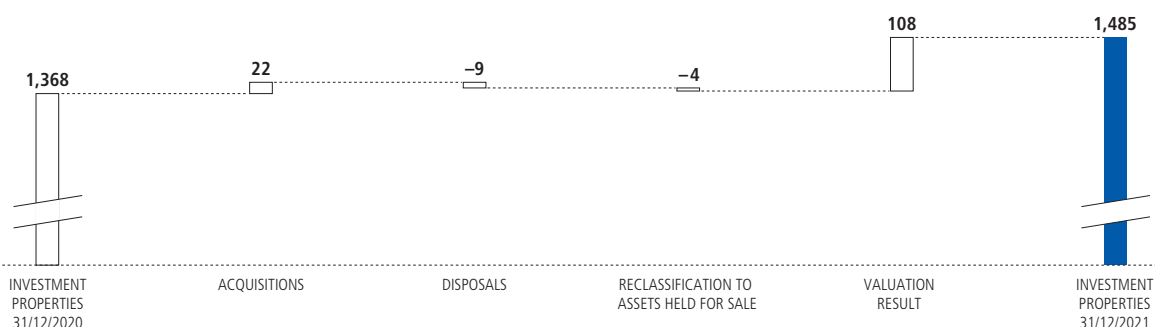 1,368
22
–9
–4
108
1,485
INVESTMENT
PROPERTIES
31/12/2020
ACQUISITIONS
DISPOSALS
RECLASSIFICATION TO
ASSETS HELD FOR SALE
VALUATION
RESULT
INVESTMENT
PROPERTIES
31/12/2021